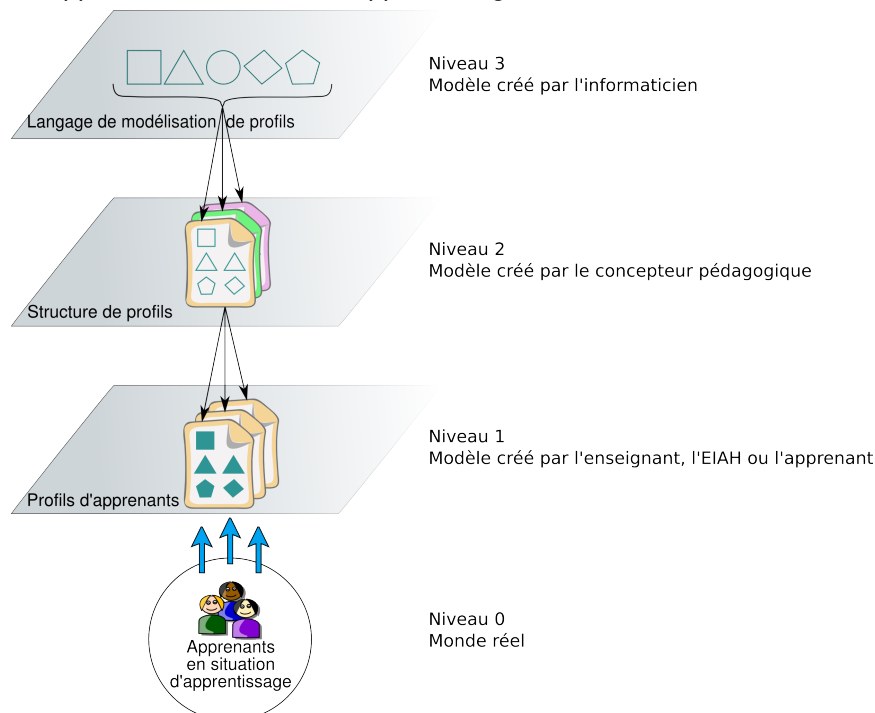 Niveau 3
Modèle créé par l'informaticien
Langage de modélisation de profils
Niveau 2
Modèle créé par le concepteur pédagogique
Structure de profils
Niveau 1
Modèle créé par l'enseignant, l'EIAH ou l'apprenant
Profils d'apprenants
Niveau 0
Monde réel
Apprenants
en situation
d'apprentissage